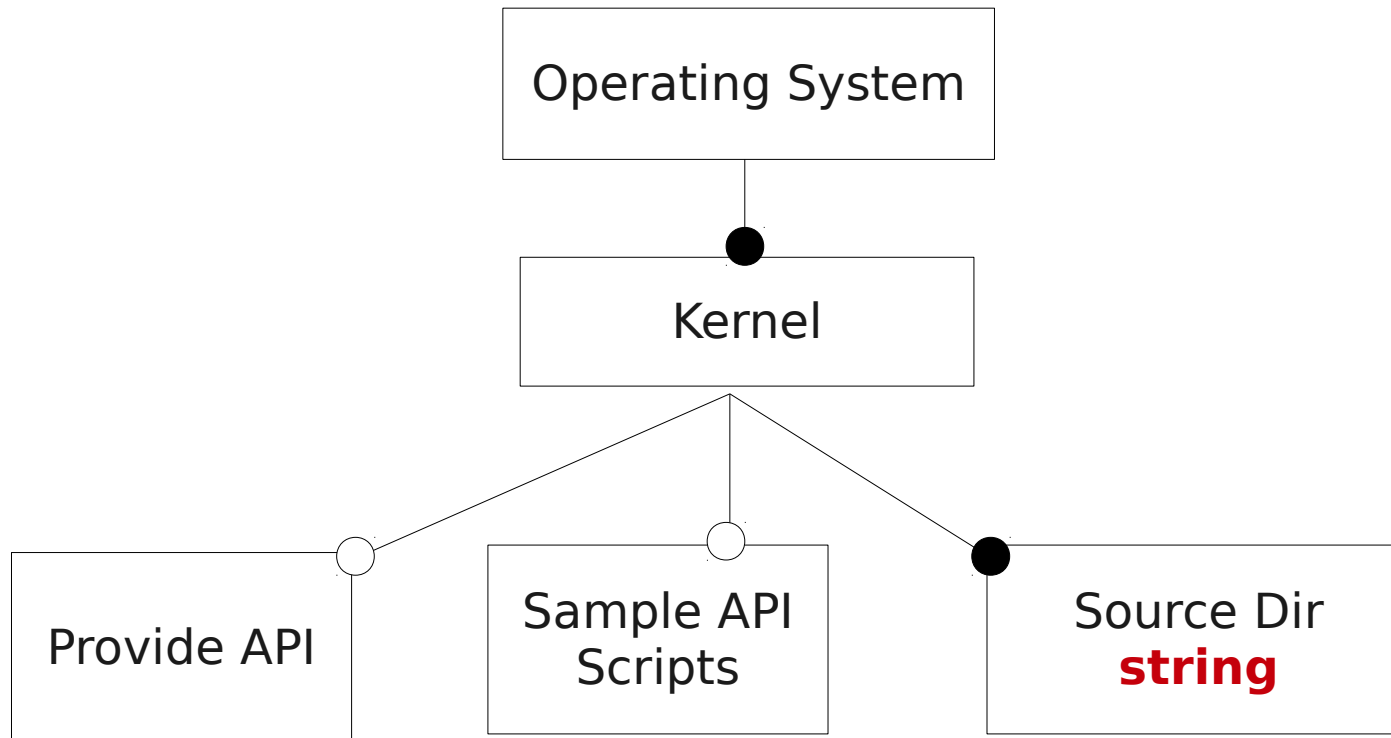 Operating System
Kernel
Provide API
Sample API
Scripts
Source Dir
string